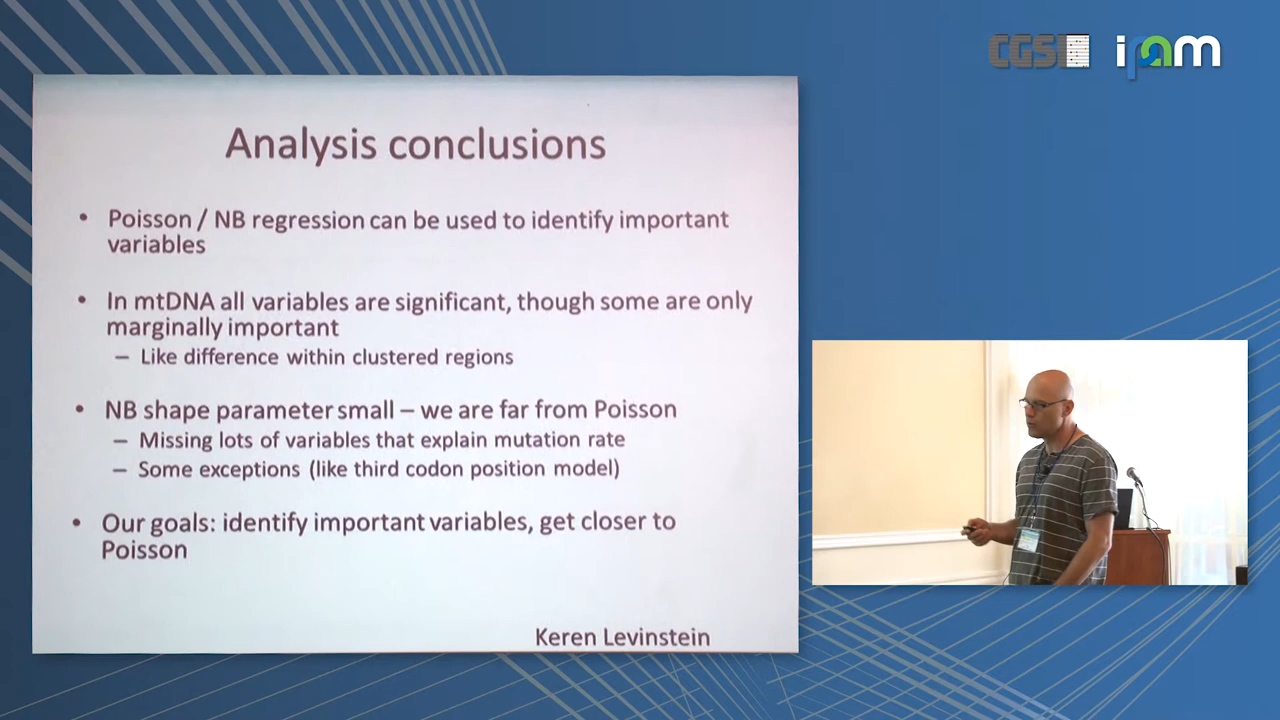 CGSI
ipam
Analysis conclusions
• Poisson / NB regression can be used to identify important
variables
• In mtDNA all variables are significant, though some are only
marginally important
– Like difference within clustered regions
• NB shape parameter small – we are far from Poisson
– Missing lots of variables that explain mutation rate
– Some exceptions (like third codon position model)
• Our goals: identify important variables, get closer to
Poisson
Keren Levinstein